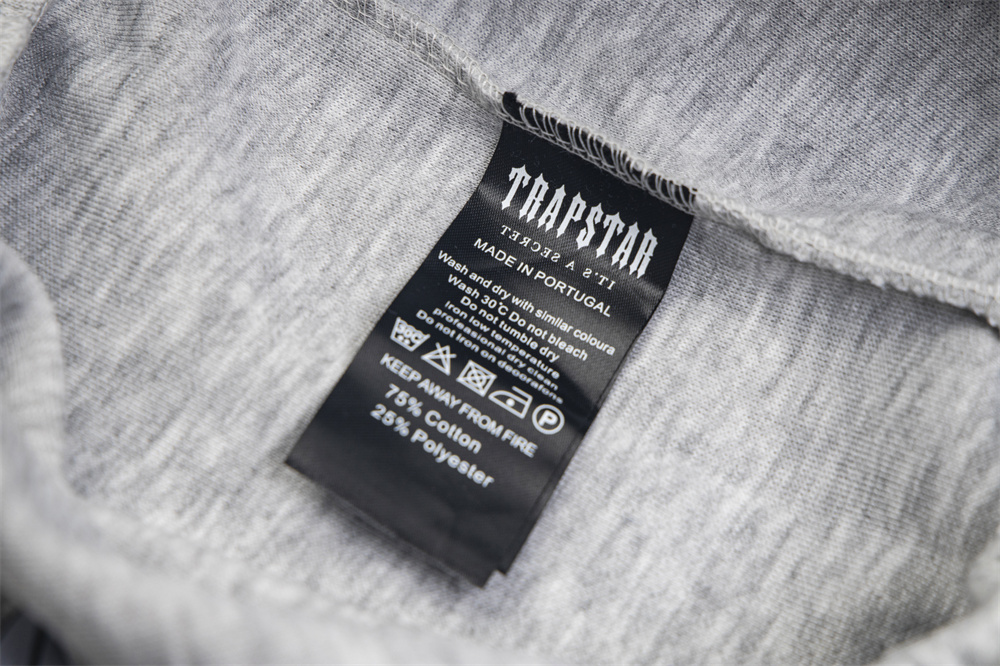 TRAPSTAR
IT'S A SECRET
MADE IN PORTUGAL
Wash and dry with similar coloura
Wash 30℃ Do not bleach
Do not tumble dry
Iron low temperature
professional dry clean
Do not Iron on decorafons
P
KEEP AWAY FROM FIRE
75% Cotton
25% Polyester